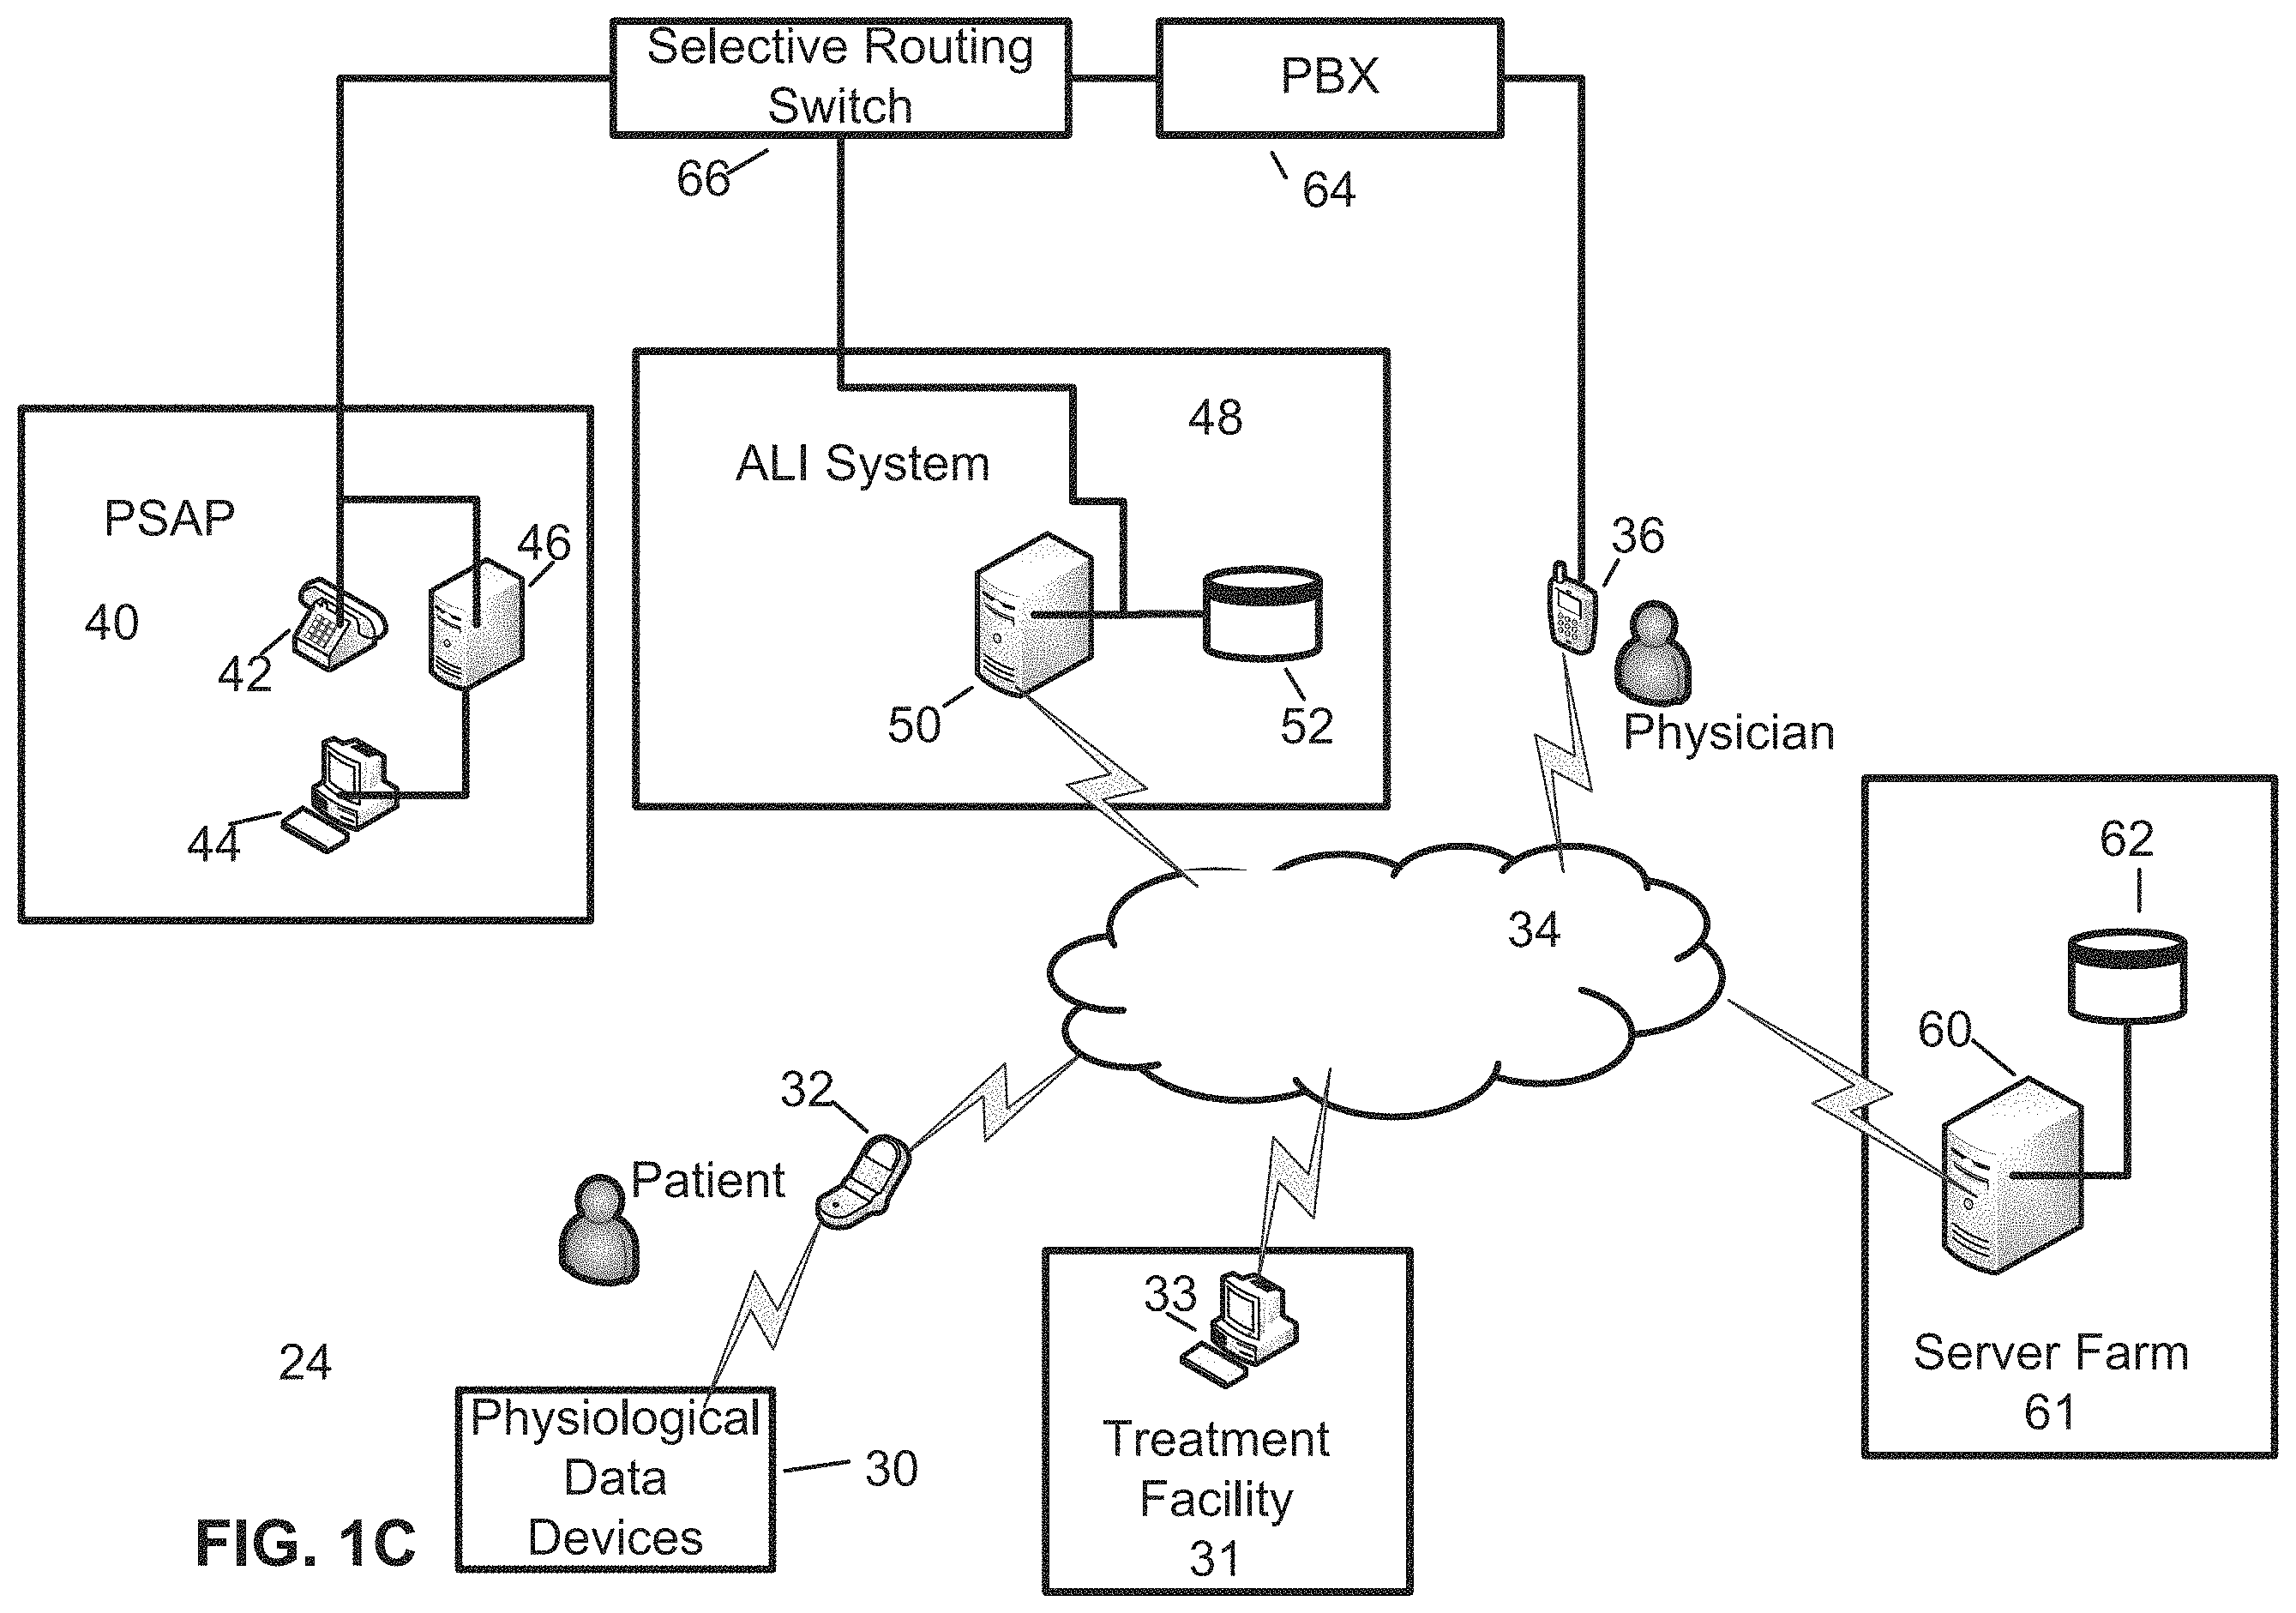 Selective Routing
Switch
PBX
66
64
48
ALI System
PSAP
46
36
40
42
50
52
Physician
44
62
34
60
32
Patient
33
24
Server Farm
61
Physiological
Data
Devices
30
Treatment
Facility
31
FIG. 1C